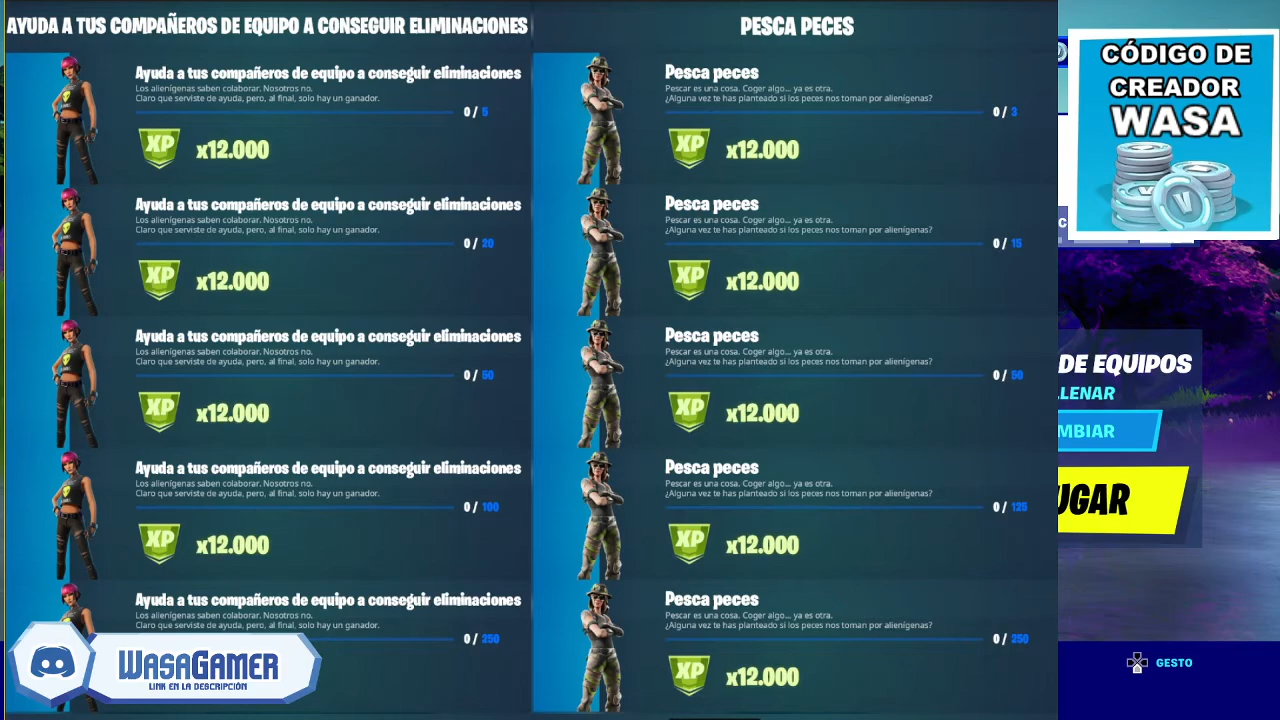 AYUDA A TUS COMPAÑEROS DE EQUIPO A CONSEGUIR ELIMINACIONES
Ayuda a tus compañeros de equipo a conseguir eliminaciones
Los alienígenas saben colaborar. Nosotros no.
Claro que serviste de ayuda, pero, al final, solo hay un ganador.
0 / 5
XP
x12.000
Ayuda a tus compañeros de equipo a conseguir eliminaciones
Los alienígenas saben colaborar. Nosotros no.
Claro que serviste de ayuda, pero, al final, solo hay un ganador.
0 / 20
XP
x12.000
Ayuda a tus compañeros de equipo a conseguir eliminaciones
Los alienígenas saben colaborar. Nosotros no.
Claro que serviste de ayuda, pero, al final, solo hay un ganador.
0 / 50
XP
x12.000
Ayuda a tus compañeros de equipo a conseguir eliminaciones
Los alienígenas saben colaborar. Nosotros no.
Claro que serviste de ayuda, pero, al final, solo hay un ganador.
0 / 100
XP
x12.000
Ayuda a tus compañeros de equipo a conseguir eliminaciones
Los alienígenas saben colaborar. Nosotros no.
Claro que serviste de ayuda, pero, al final, solo hay un ganador.
0 / 250
WASAGAMER
LINK EN LA DESCRIPCIÓN
PESCA PECES
Pesca peces
Pescar es una cosa. Coger algo... ya es otra.
¿Alguna vez te has planteado si los peces nos toman por alienígenas?
0 / 3
XP
x12.000
Pesca peces
Pescar es una cosa. Coger algo... ya es otra.
¿Alguna vez te has planteado si los peces nos toman por alienígenas?
0 / 15
XP
x12.000
Pesca peces
Pescar es una cosa. Coger algo... ya es otra.
¿Alguna vez te has planteado si los peces nos toman por alienígenas?
0 / 50
XP
x12.000
Pesca peces
Pescar es una cosa. Coger algo... ya es otra.
¿Alguna vez te has planteado si los peces nos toman por alienígenas?
0 / 125
XP
x12.000
Pesca peces
Pescar es una cosa. Coger algo... ya es otra.
¿Alguna vez te has planteado si los peces nos toman por alienígenas?
0 / 250
XP
x12.000
CÓDIGO DE
CREADOR
WASA
DE EQUIPOS
LENAR
MBIAR
UGAR
GESTO